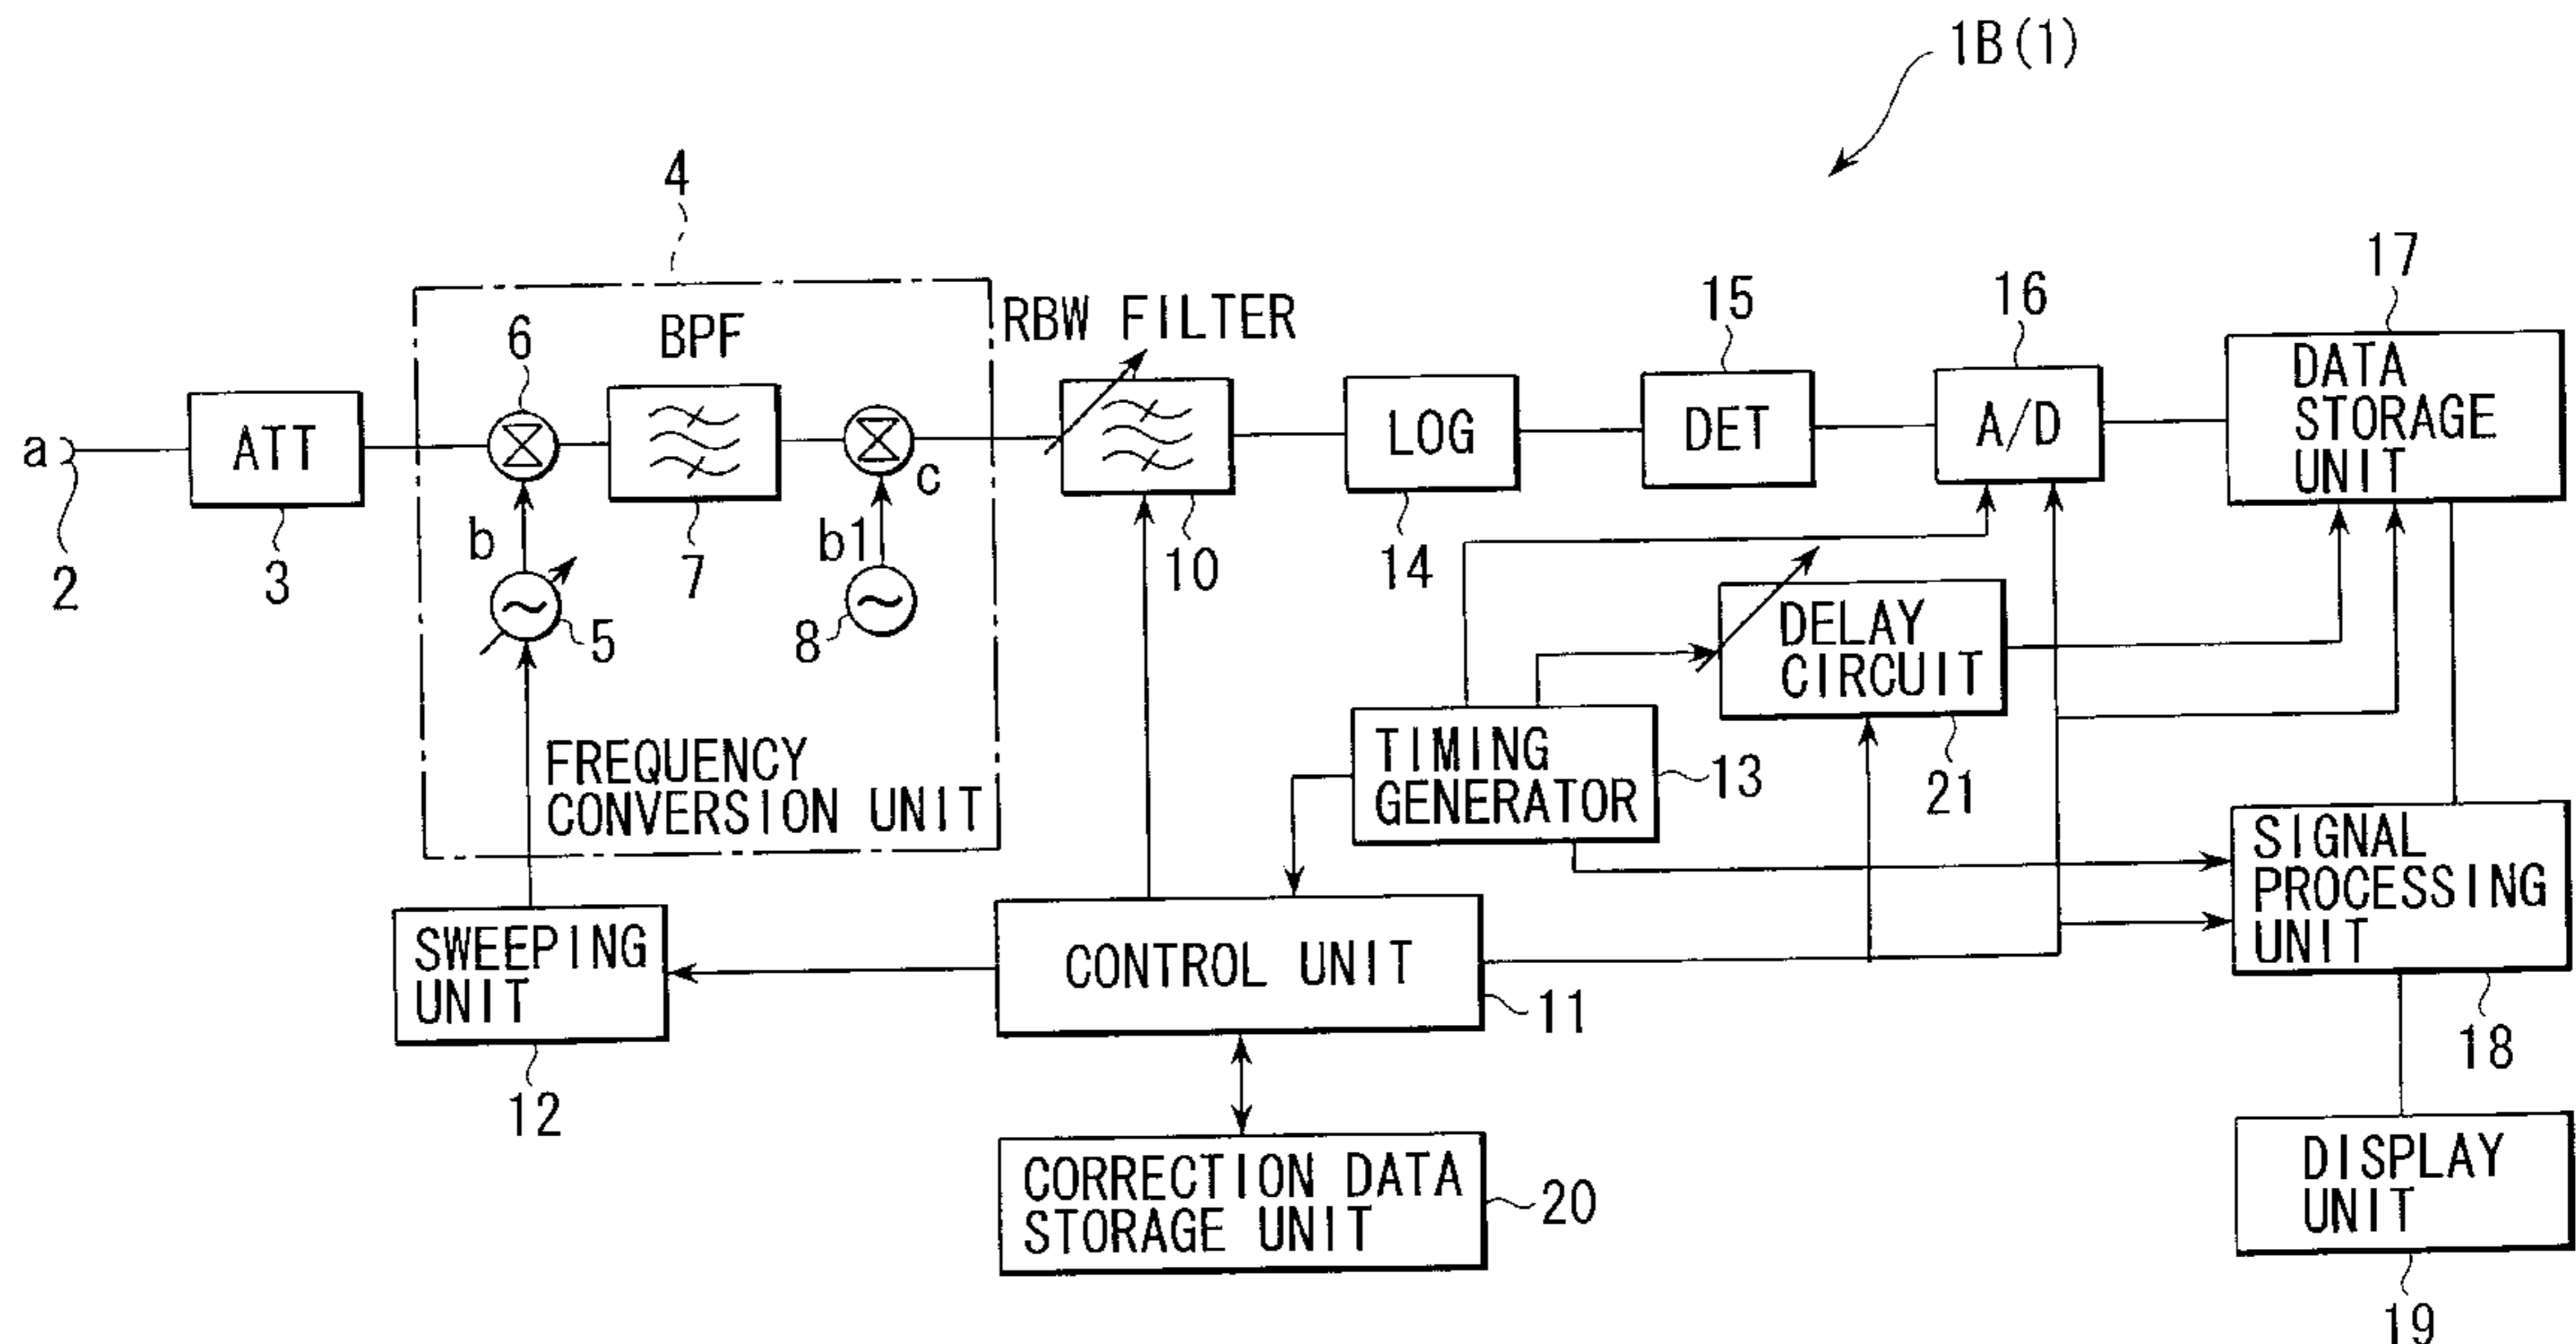 1B(1)
4
17
16
15
RBW FILTER
6
BPF
DATA
STORAGE
UNIT
a
ATT
LOG
DET
A/D
c
2
3
b
7
b1
10
14
5
8
DELAY
CIRCUIT
21
FREQUENCY
CONVERSION UNIT
TIMING
GENERATOR
13
SIGNAL
PROCESSING
UNIT
18
SWEEPING
UNIT
12
CONTROL UNIT
11
CORRECTION DATA
STORAGE UNIT
20
DISPLAY
UNIT
19